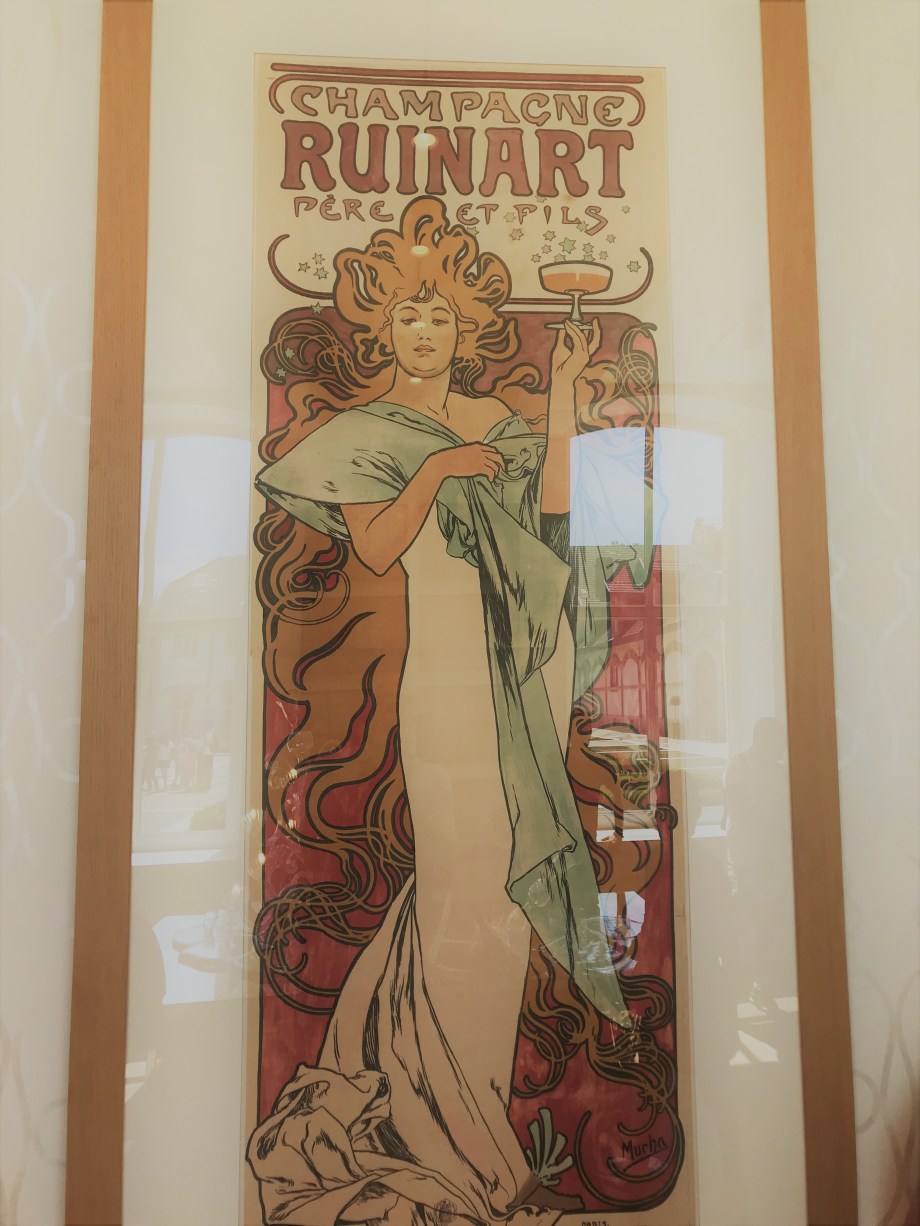 CHAMPAGNE
RUINART
PÈRE ET FILS
Mucha
PARIS.